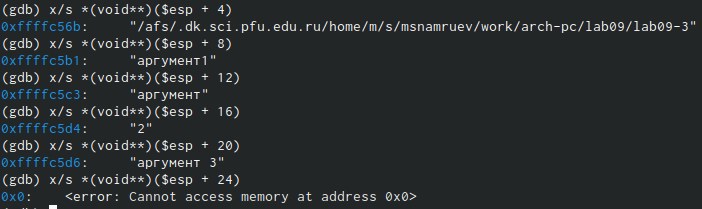 (gdb) x/s *(void**)($esp + 4)
0xffffc56b:     "/afs/.dk.sci.pfu.edu.ru/home/m/s/msnamruev/work/arch-pc/lab09/lab09-3"
(gdb) x/s *(void**)($esp + 8)
0xffffc5b1:     "аргумент1"
(gdb) x/s *(void**)($esp + 12)
0xffffc5c3:     "аргумент"
(gdb) x/s *(void**)($esp + 16)
0xffffc5d4:     "2"
(gdb) x/s *(void**)($esp + 20)
0xffffc5d6:     "аргумент 3"
(gdb) x/s *(void**)($esp + 24)
0x0:    <error: Cannot access memory at address 0x0>